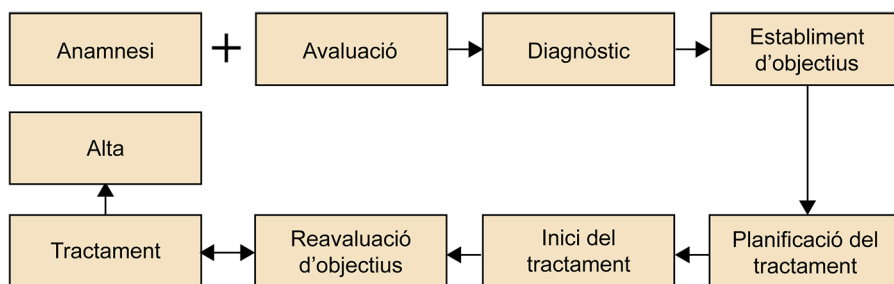 Anamnesi
+
Avaluació
Diagnòstic
Establiment
d’objectius
Alta
Tractament
Reavaluació
d’objectius
Inici del
tractament
Planificació del
tractament